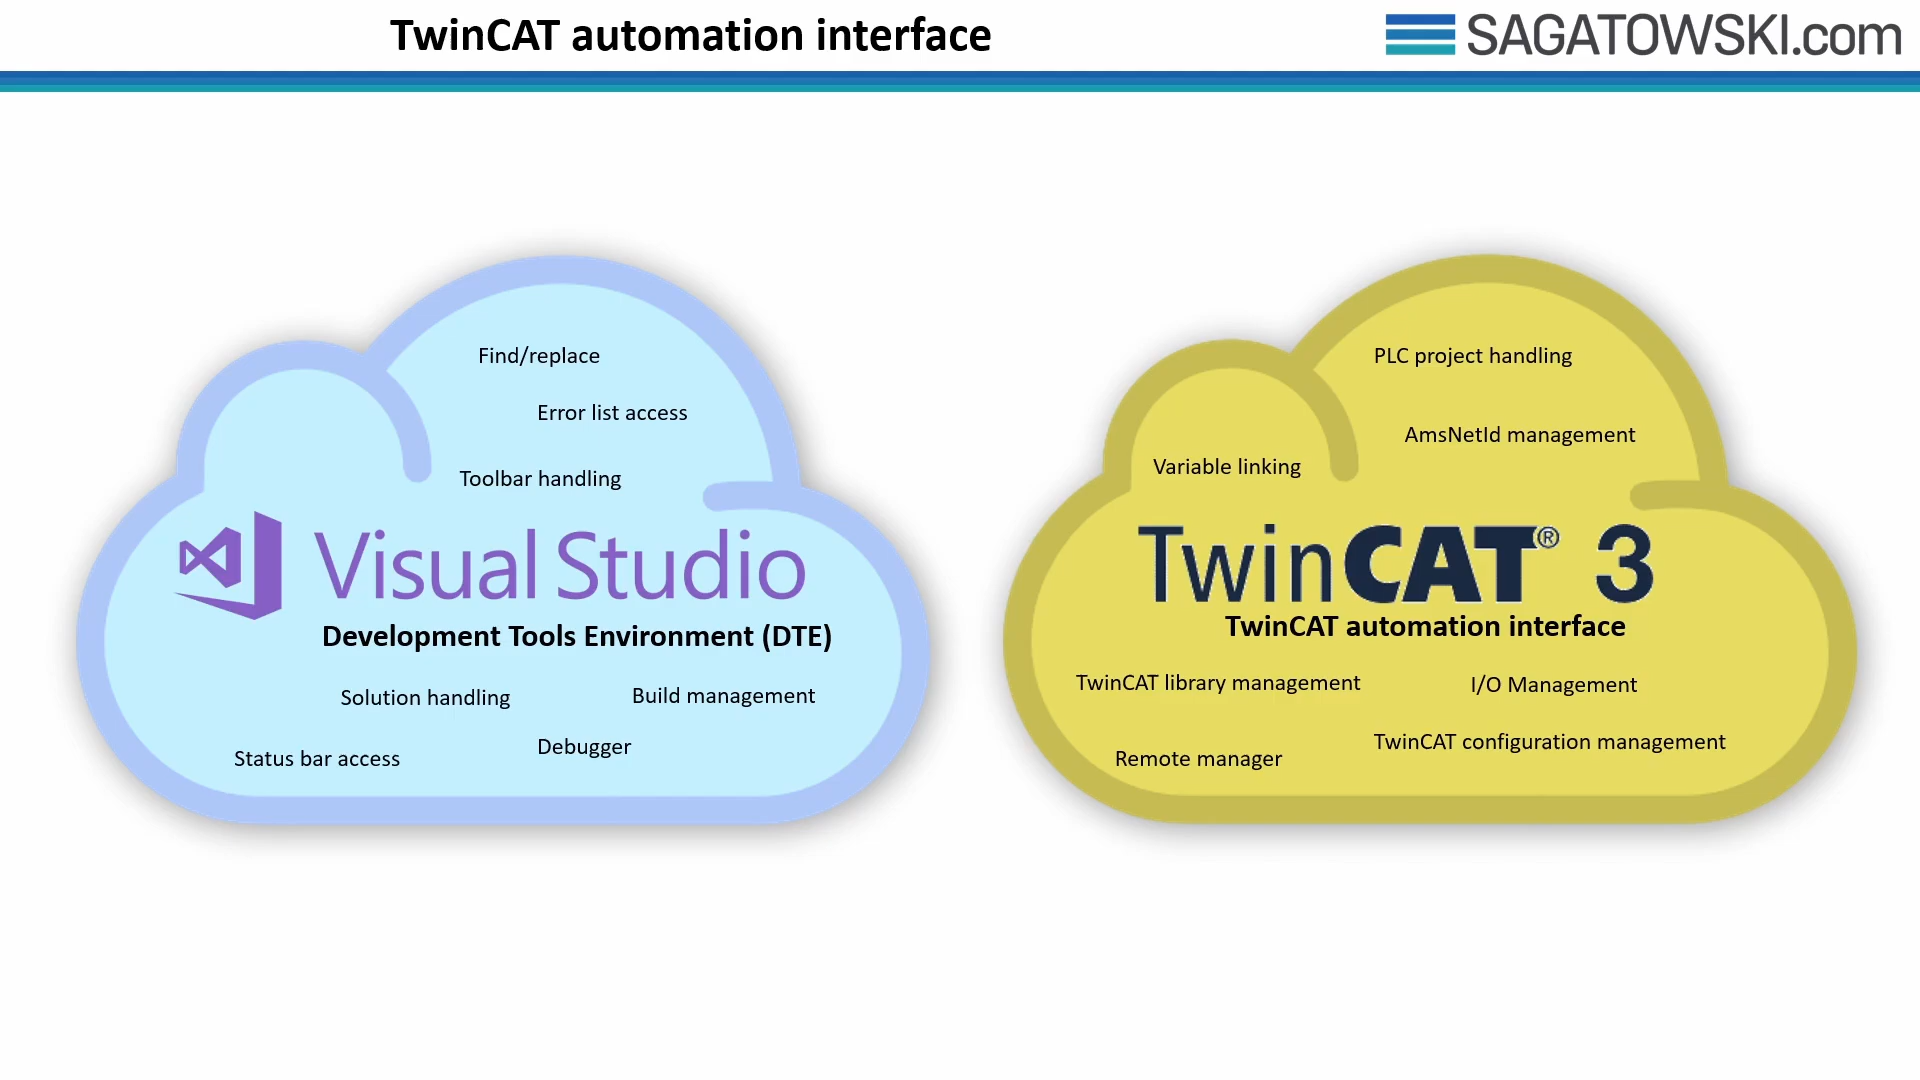 TwinCAT automation interface
SAGATOWSKI.com
Find/replace
Error list access
Toolbar handling
Visual Studio
Development Tools Environment (DTE)
Solution handling
Build management
Debugger
Status bar access
PLC project handling
AmsNetId management
Variable linking
TwinCAT® 3
TwinCAT automation interface
TwinCAT library management
I/O Management
TwinCAT configuration management
Remote manager